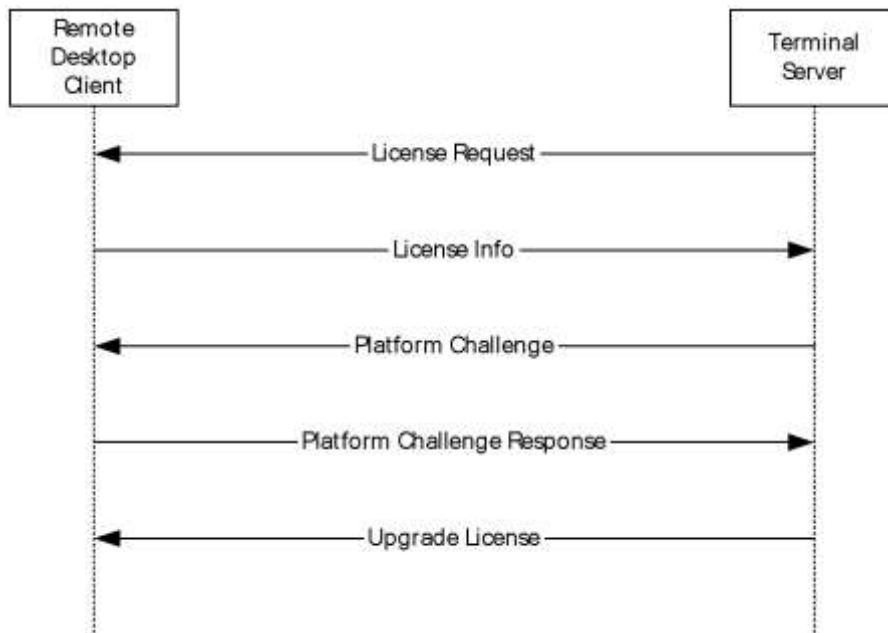 Remote
Desktop
Client
Terminal
Server
License Request
License Info
Platform Challenge
Platform Challenge Response
Upgrade License